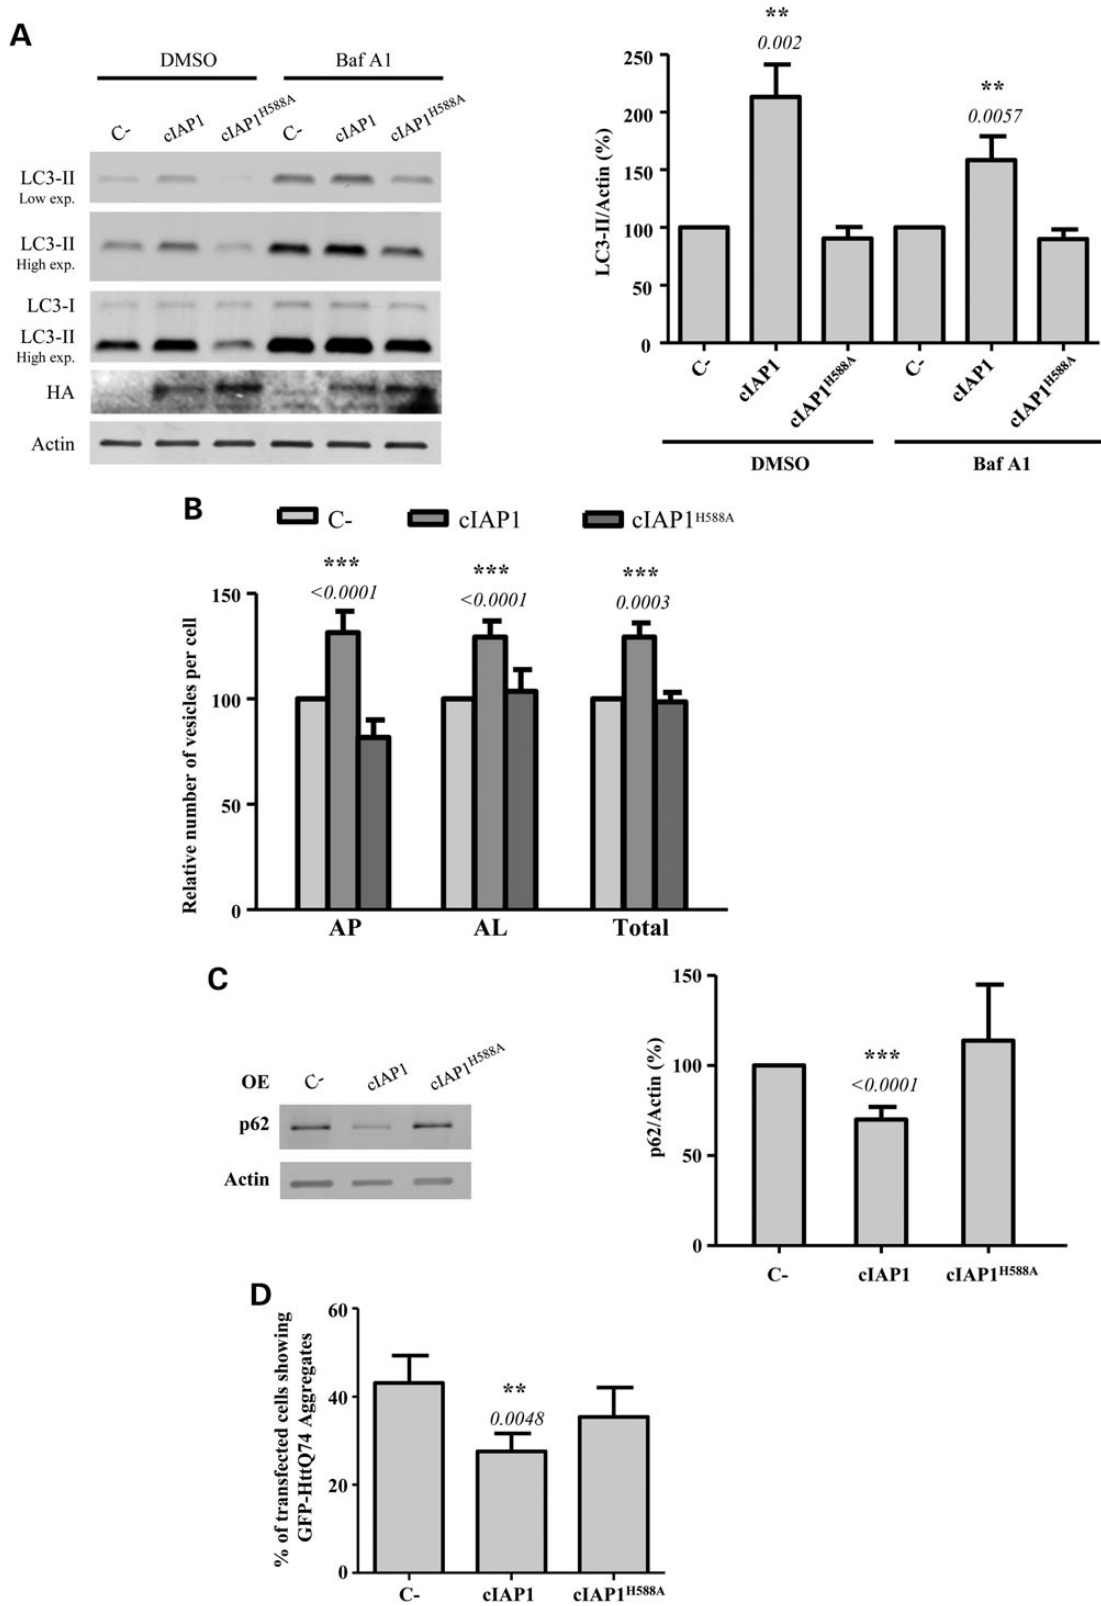 A
DMSO
Baf A1
C-
cIAP1
cIAP1H588A
C-
cIAP1
cIAP1H588A
LC3-II
Low exp.
LC3-II
High exp.
LC3-I
LC3-II
High exp.
HA
Actin
**
0.002
**
0.0057
LC3-II/Actin (%)
250
200
150
100
50
0
C-
cIAP1
cIAP1H588A
C-
cIAP1
cIAP1H588A
DMSO
Baf A1
B
C-
cIAP1
cIAP1H588A
***
<0.0001
***
<0.0001
***
0.0003
Relative number of vesicles per cell
150
100
50
0
AP
AL
Total
C
OE
C-
cIAP1
cIAP1H588A
p62
Actin
p62/Actin (%)
150
100
50
0
***
<0.0001
C-
cIAP1
cIAP1H588A
D
% of transfected cells showing
GFP-HttQ74 Aggregates
60
40
20
0
**
0.0048
C-
cIAP1
cIAP1H588A